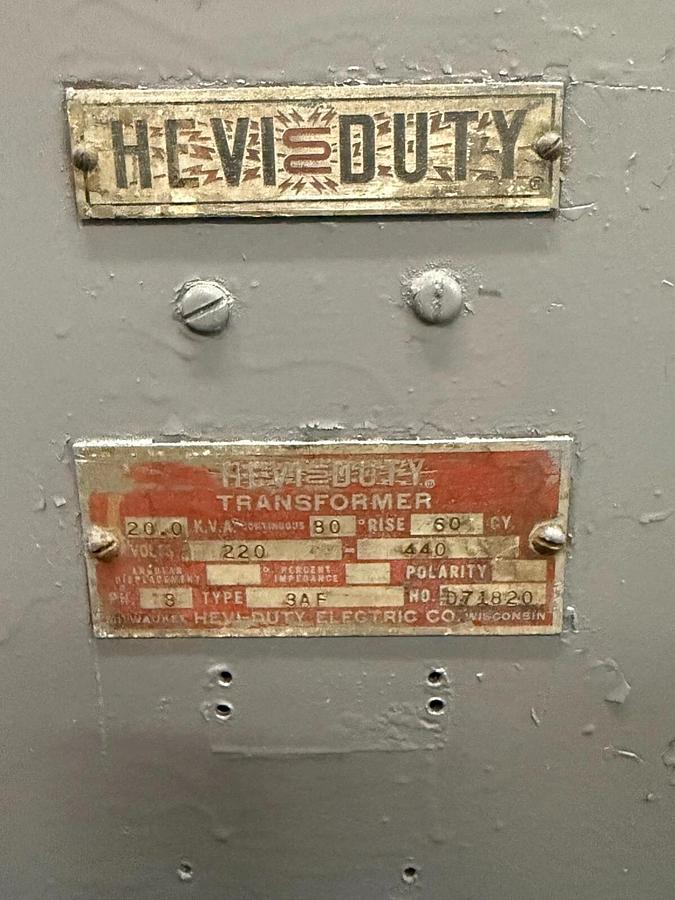 HEVI DUTY ®
HEVI DUTY ®
TRANSFORMER
20.0 K.V.A. CONTINUOUS 80 °RISE 60 CY.
VOLTS 220 - 440
ANGULAR DISPLACEMENT ° PERCENT IMPEDANCE POLARITY
PH. 3 TYPE 3AF NO. D71820
MILWAUKEE HEVI-DUTY ELECTRIC CO. WISCONSIN